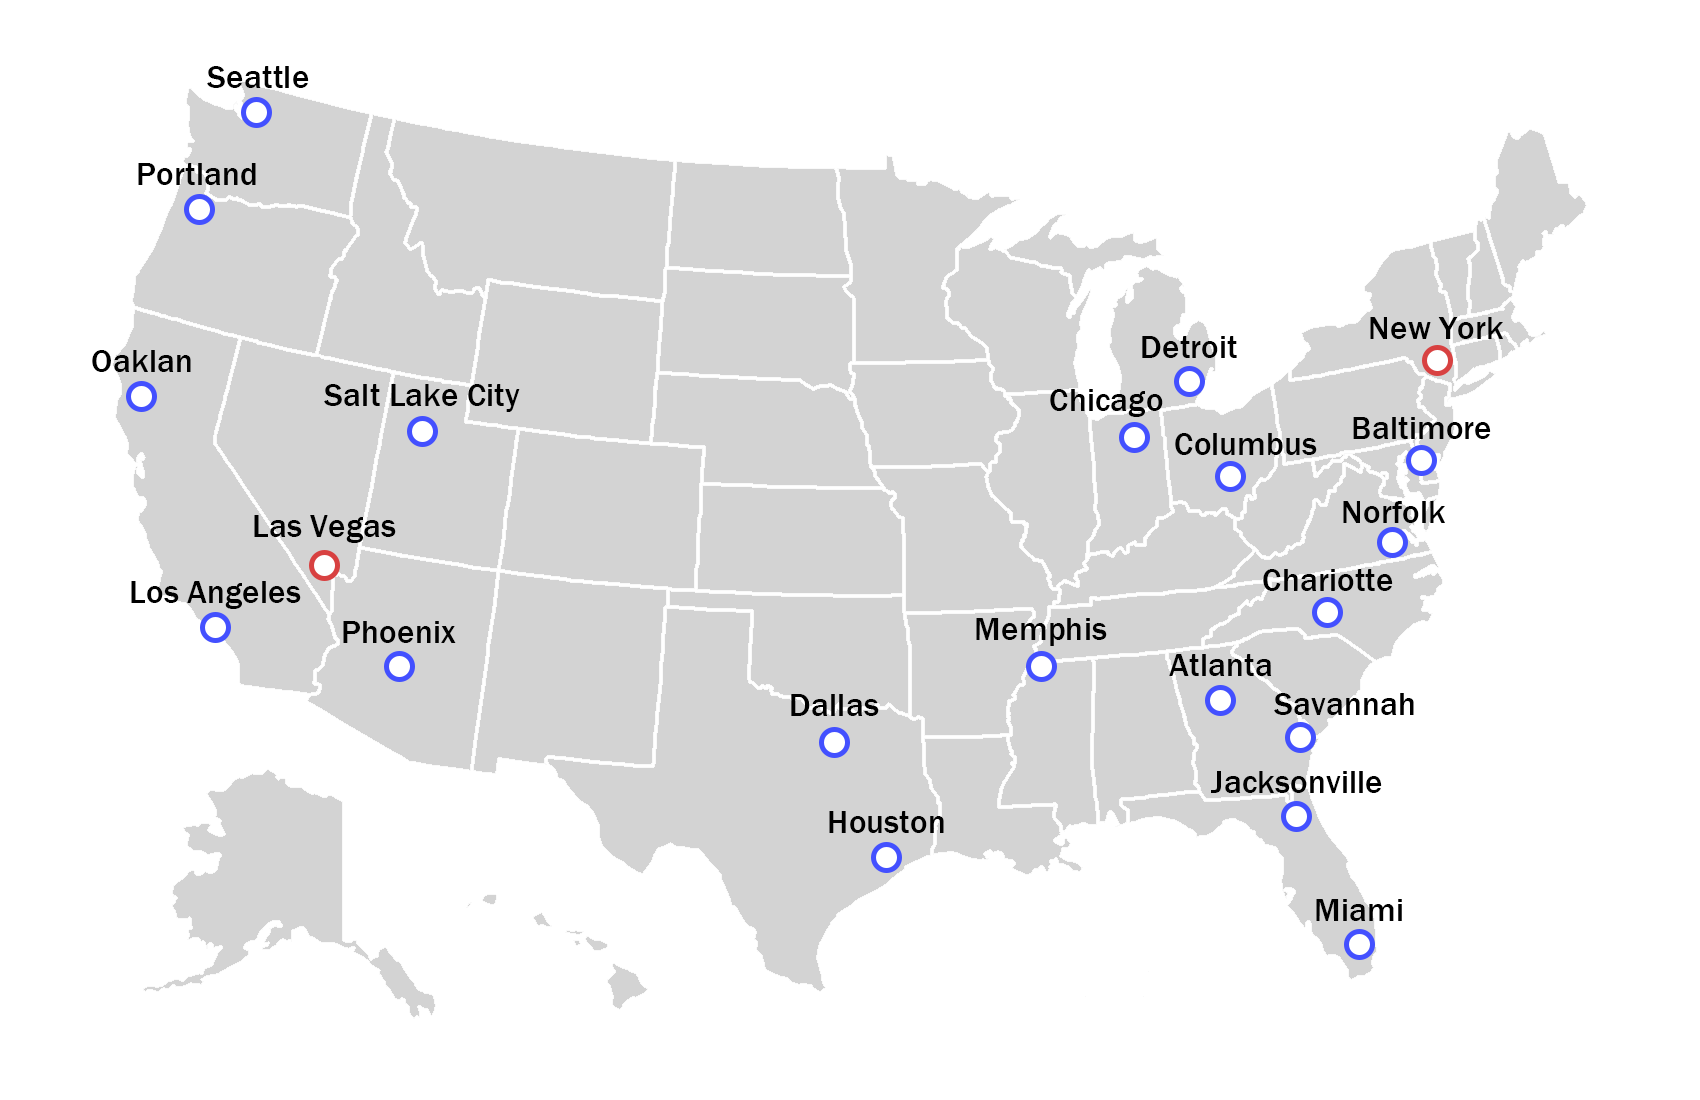 Seattle
Portland
New York
Detroit
Oaklan
Salt Lake City
Chicago
Baltimore
Columbus
Norfolk
Las Vegas
Chariotte
Los Angeles
Memphis
Phoenix
Atlanta
Savannah
Dallas
Jacksonville
Houston
Miami